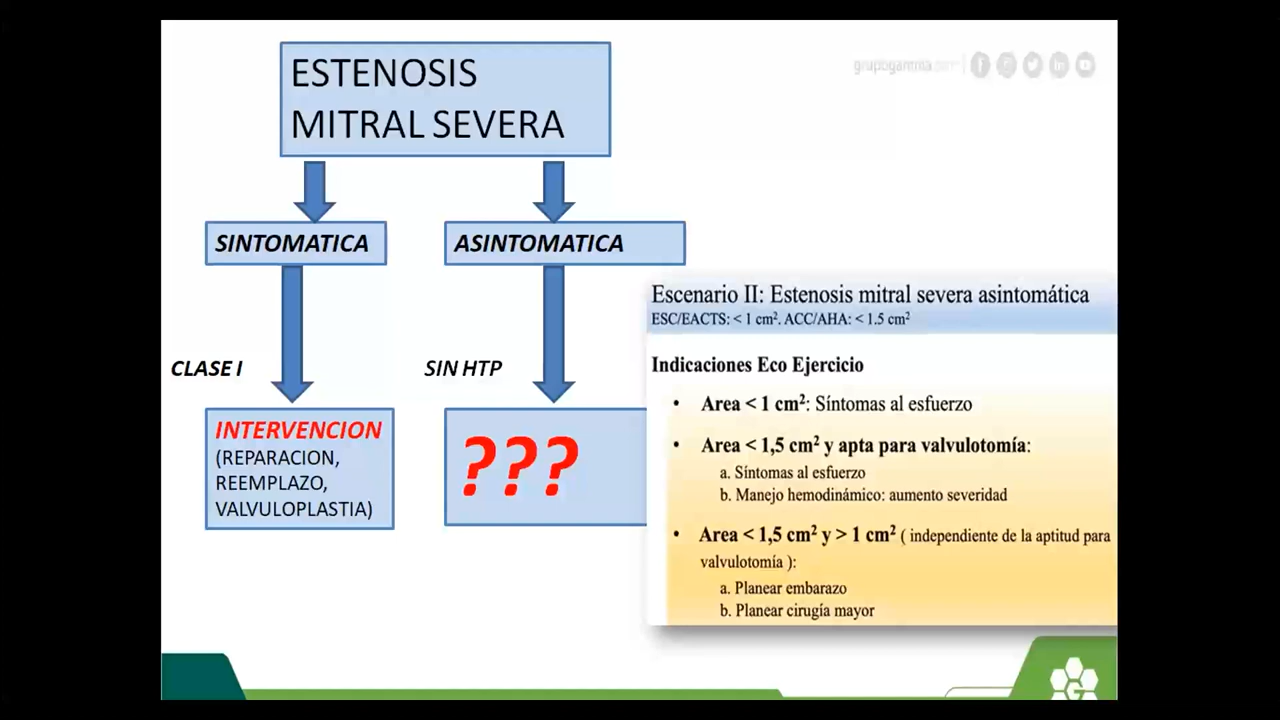 ESTENOSIS
MITRAL SEVERA
grupogamma.com
SINTOMATICA
ASINTOMATICA
CLASE I
SIN HTP
INTERVENCION
(REPARACION,
REEMPLAZO,
VALVULOPLASTIA)
???
Escenario II: Estenosis mitral severa asintomática
ESC/EACTS: < 1 cm². ACC/AHA: < 1.5 cm²
Indicaciones Eco Ejercicio
• Area < 1 cm²: Síntomas al esfuerzo
• Area < 1,5 cm² y apta para valvulotomía:
a. Síntomas al esfuerzo
b. Manejo hemodinámico: aumento severidad
• Area < 1,5 cm² y > 1 cm² ( independiente de la aptitud para
valvulotomía ):
a. Planear embarazo
b. Planear cirugía mayor